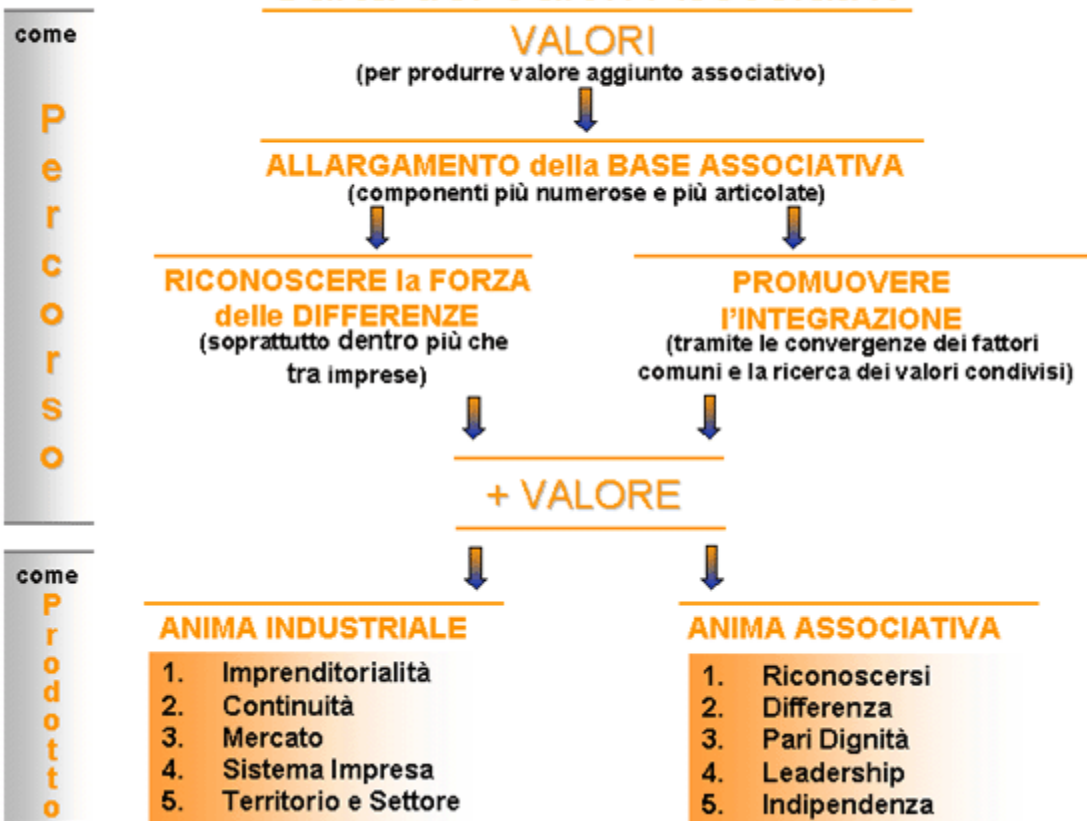 come
Percorso
VALORI
(per produrre valore aggiunto associativo)
ALLARGAMENTO della BASE ASSOCIATIVA
(componenti più numerose e più articolate)
RICONOSCERE la FORZA
delle DIFFERENZE
(soprattutto dentro più che
tra imprese)
PROMUOVERE
l'INTEGRAZIONE
(tramite le convergenze dei fattori
comuni e la ricerca dei valori condivisi)
+ VALORE
come
Prodotto
ANIMA INDUSTRIALE
1. Imprenditorialità
2. Continuità
3. Mercato
4. Sistema Impresa
5. Territorio e Settore
ANIMA ASSOCIATIVA
1. Riconoscersi
2. Differenza
3. Pari Dignità
4. Leadership
5. Indipendenza